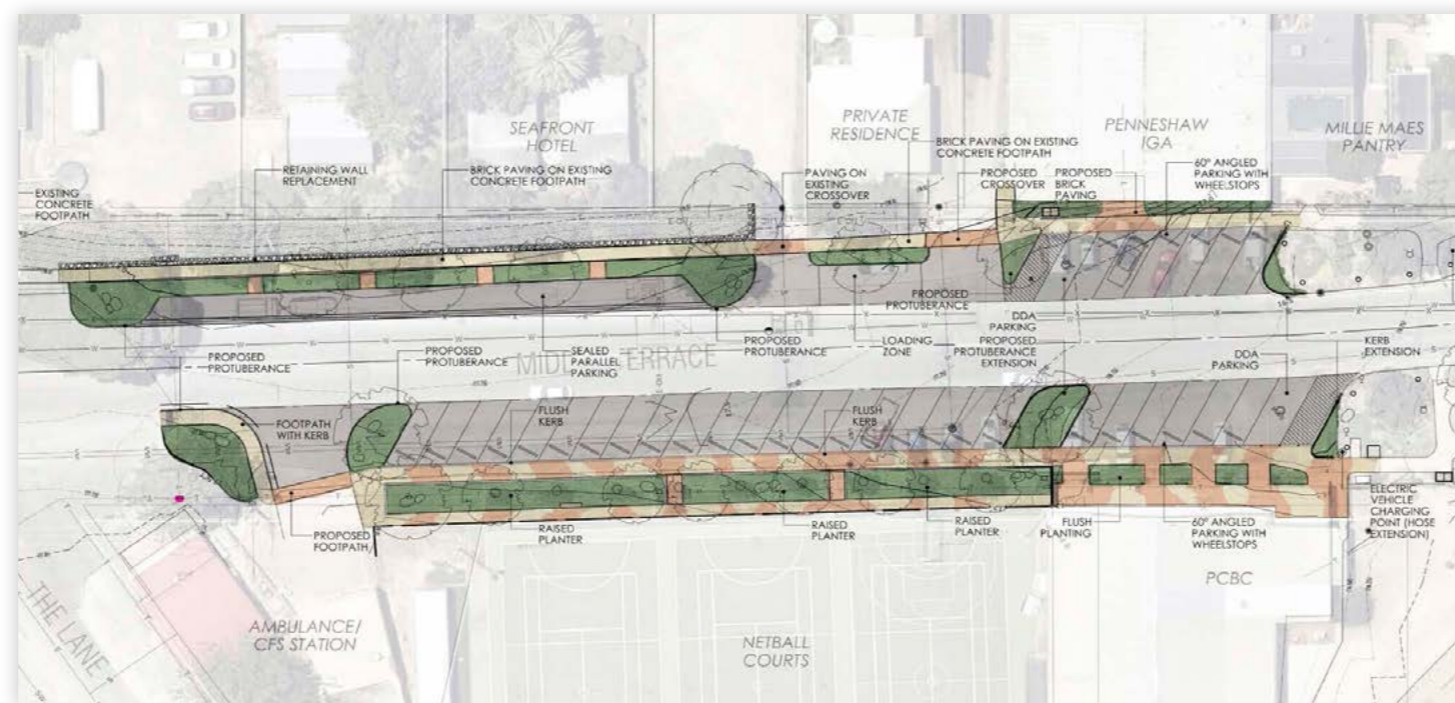 SEAFRONT
HOTEL
PRIVATE
RESIDENCE
PENNESHAW
IGA
MILLIE MAES
PANTRY
EXISTING
CONCRETE
FOOTPATH
RETAINING WALL
REPLACEMENT
BRICK PAVING ON EXISTING
CONCRETE FOOTPATH
PAVING ON
EXISTING
CROSSOVER
BRICK PAVING ON EXISTING
CONCRETE FOOTPATH
PROPOSED
CROSSOVER
PROPOSED
BRICK
PAVING
60° ANGLED
PARKING WITH
WHEELSTOPS
PROPOSED
PROTUBERANCE
PROPOSED
PROTUBERANCE
SEALED
PARALLEL
PARKING
TERRACE
PROPOSED
PROTUBERANCE
LOADING
ZONE
PROPOSED
PROTUBERANCE
DDA
PARKING
PROPOSED
PROTUBERANCE
EXTENSION
DDA
PARKING
KERB
EXTENSION
FOOTPATH
WITH KERB
FLUSH
KERB
FLUSH
KERB
PROPOSED
FOOTPATH
RAISED
PLANTER
RAISED
PLANTER
RAISED
PLANTER
FLUSH
PLANTING
60° ANGLED
PARKING WITH
WHEELSTOPS
ELECTRIC
VEHICLE
CHARGING
POINT (HOSE
EXTENSION)
PCBC
THE LANE
AMBULANCE/
CFS STATION
NETBALL
COURTS